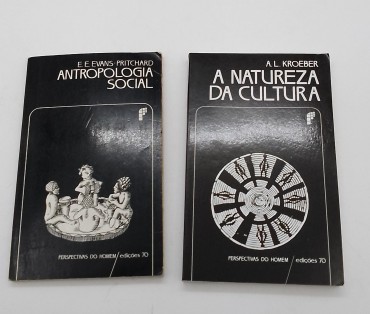 E. E. EVANS-PRITCHARD
ANTROPOLOGIA
SOCIAL
PERSPECTIVAS DO HOMEM / edições 70
A. L. KROEBER
A NATUREZA
DA CULTURA
PERSPECTIVAS DO HOMEM / edições 70